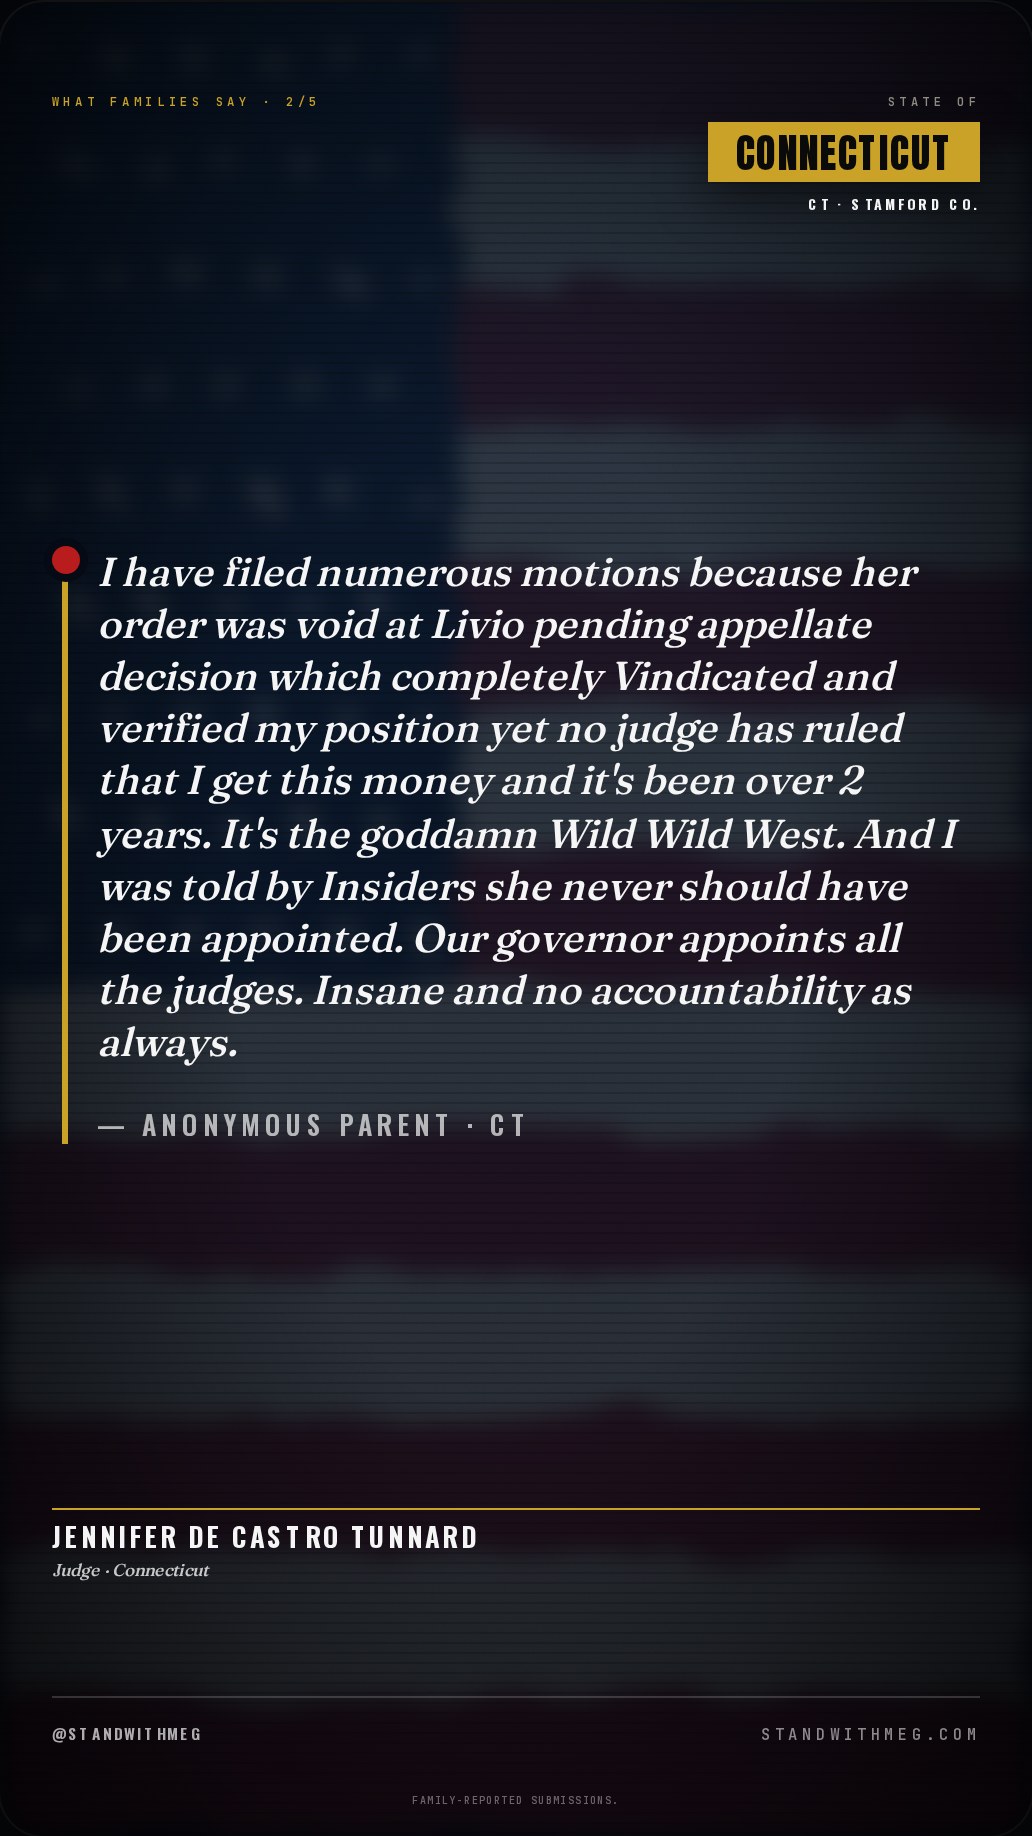 WHAT FAMILIES SAY · 2/5
STATE OF
CONNECTICUT
CT · STAMFORD CO.
I have filed numerous motions because her
order was void at Livio pending appellate
decision which completely Vindicated and
verified my position yet no judge has ruled
that I get this money and it's been over 2
years. It's the goddamn Wild Wild West. And I
was told by Insiders she never should have
been appointed. Our governor appoints all
the judges. Insane and no accountability as
always.
— ANONYMOUS PARENT · CT
JENNIFER DE CASTRO TUNNARD
Judge · Connecticut
@STANDWITHMEG
STANDWITHMEG.COM
FAMILY-REPORTED SUBMISSIONS.